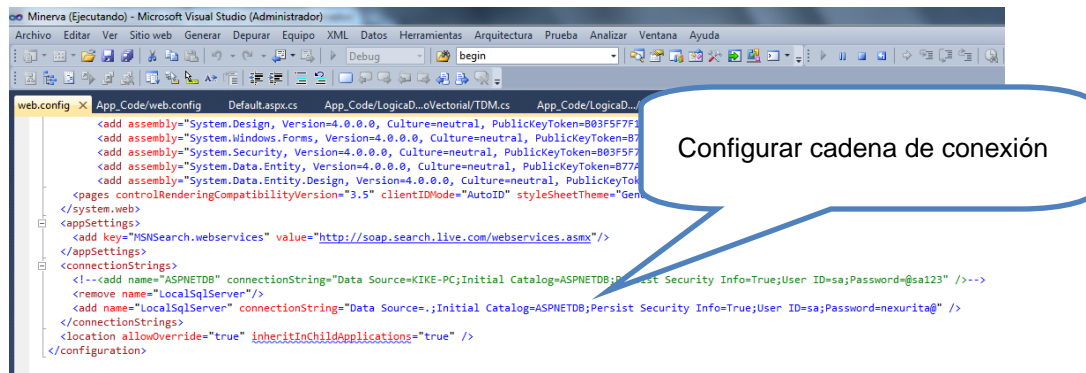 Minerva (Ejecutando) - Microsoft Visual Studio (Administrador)
Archivo Editar Ver Sitio web Generar Depurar Equipo XML Datos Herramientas Arquitectura Prueba Analizar Ventana Ayuda
Debug begin
web.config App_Code/web.config Default.aspx.cs App_Code/LogicaD...oVectorial/TDM.cs App_Code/LogicaD.../
<add assembly="System.Design, Version=4.0.0.0, Culture=neutral, PublicKeyToken=B03F5F7F1
<add assembly="System.Windows.Forms, Version=4.0.0.0, Culture=neutral, PublicKeyToken=B7
<add assembly="System.Security, Version=4.0.0.0, Culture=neutral, PublicKeyToken=B03F5F7
<add assembly="System.Data.Entity, Version=4.0.0.0, Culture=neutral, PublicKeyToken=B77A
<add assembly="System.Data.Entity.Design, Version=4.0.0.0, Culture=neutral, PublicKeyTok
<pages controlRenderingCompatibilityVersion="3.5" clientIDMode="AutoID" styleSheetTheme="Gen
</system.web>
<appSettings>
<add key="MSNSearch.webservices" value="http://soap.search.live.com/webservices.asmx"/>
</appSettings>
<connectionStrings>
<!--<add name="ASPNETDB" connectionString="Data Source=KIKE-PC;Initial Catalog=ASPNETDB;P st Security Info=True;User ID=sa;Password=@sa123" />-->
<remove name="LocalSqlServer"/>
<add name="LocalSqlServer" connectionString="Data Source=.;Initial Catalog=ASPNETDB;Persist Security Info=True;User ID=sa;Password=nexurita@" />
</connectionStrings>
<location allowOverride="true" inheritInChildApplications="true" />
</configuration>
Configurar cadena de conexión